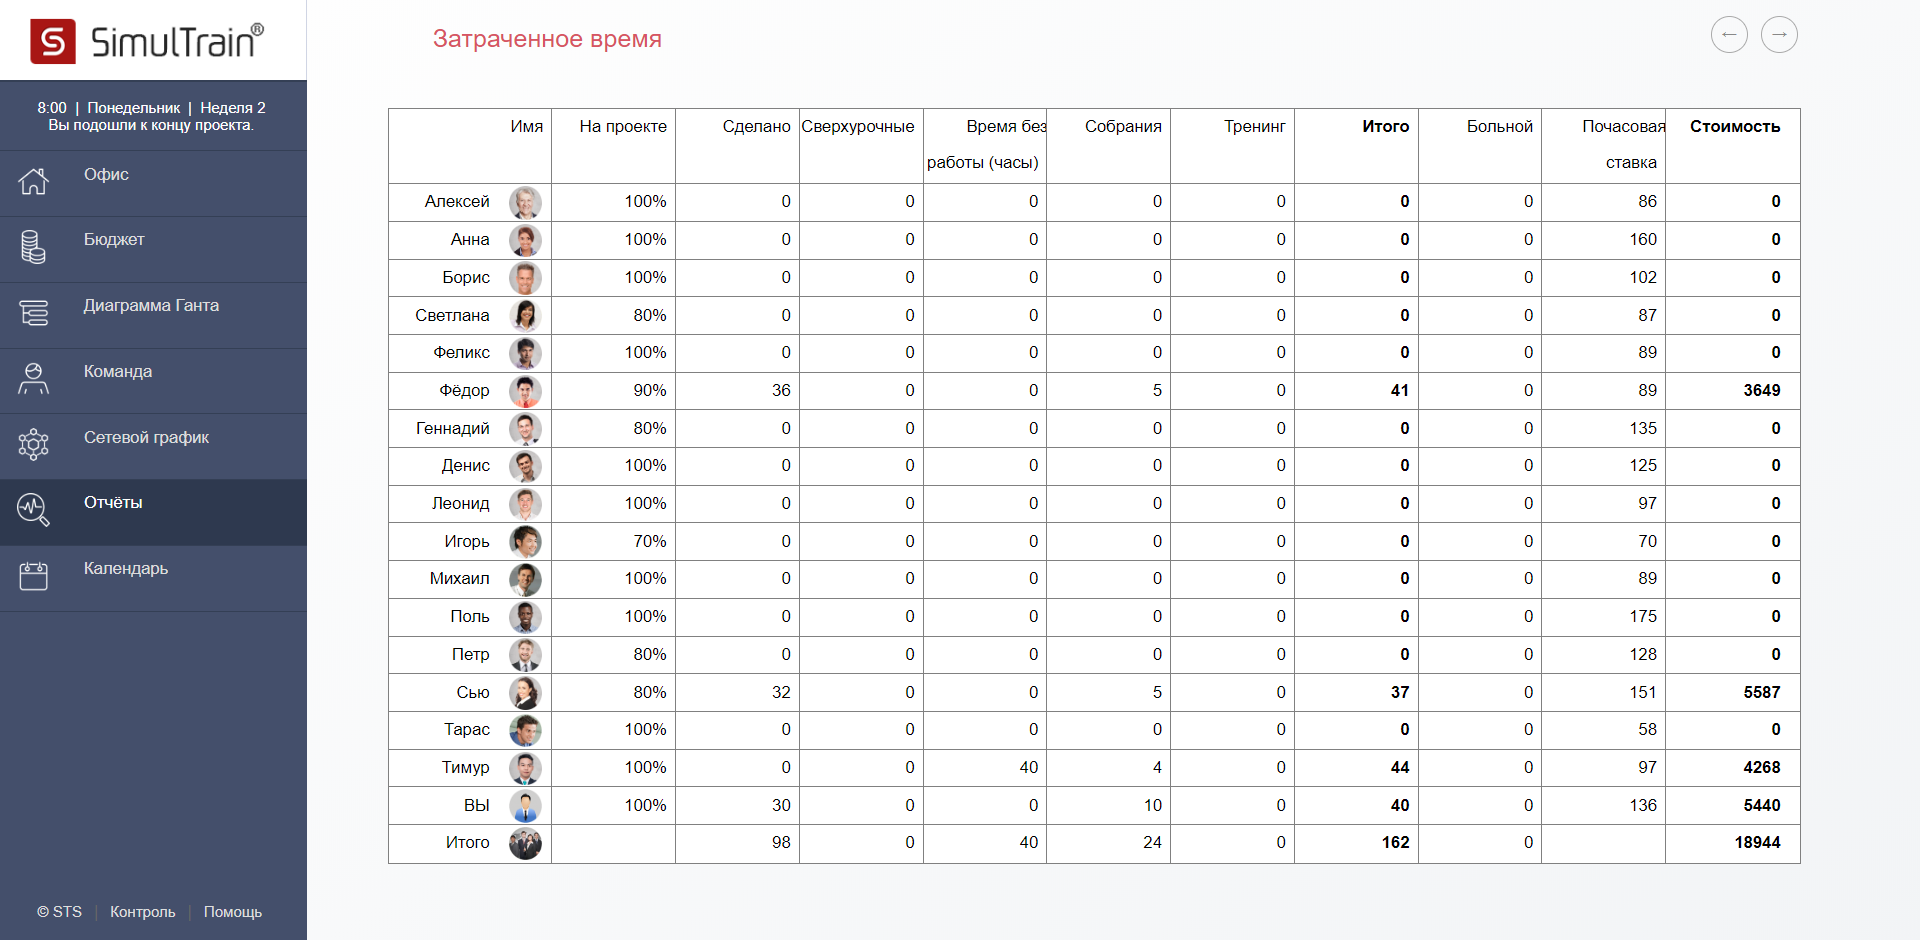 SimulTrain®
8:00 | Понедельник | Неделя 2
Вы подошли к концу проекта.
Офис
Бюджет
Диаграмма Ганта
Команда
Сетевой график
Отчёты
Календарь
© STS | Контроль | Помощь
Затраченное время
← →
Имя На проекте Сделано Сверхурочные Время без Собрания Тренинг Итого Больной Почасовая Стоимость
работы (часы) ставка
Алексей 100% 0 0 0 0 0 0 0 86 0
Анна 100% 0 0 0 0 0 0 0 160 0
Борис 100% 0 0 0 0 0 0 0 102 0
Светлана 80% 0 0 0 0 0 0 0 87 0
Феликс 100% 0 0 0 0 0 0 0 89 0
Фёдор 90% 36 0 0 5 0 41 0 89 3649
Геннадий 80% 0 0 0 0 0 0 0 135 0
Денис 100% 0 0 0 0 0 0 0 125 0
Леонид 100% 0 0 0 0 0 0 0 97 0
Игорь 70% 0 0 0 0 0 0 0 70 0
Михаил 100% 0 0 0 0 0 0 0 89 0
Поль 100% 0 0 0 0 0 0 0 175 0
Петр 80% 0 0 0 0 0 0 0 128 0
Сью 80% 32 0 0 5 0 37 0 151 5587
Тарас 100% 0 0 0 0 0 0 0 58 0
Тимур 100% 0 0 40 4 0 44 0 97 4268
ВЫ 100% 30 0 0 10 0 40 0 136 5440
Итого 98 0 40 24 0 162 0 18944